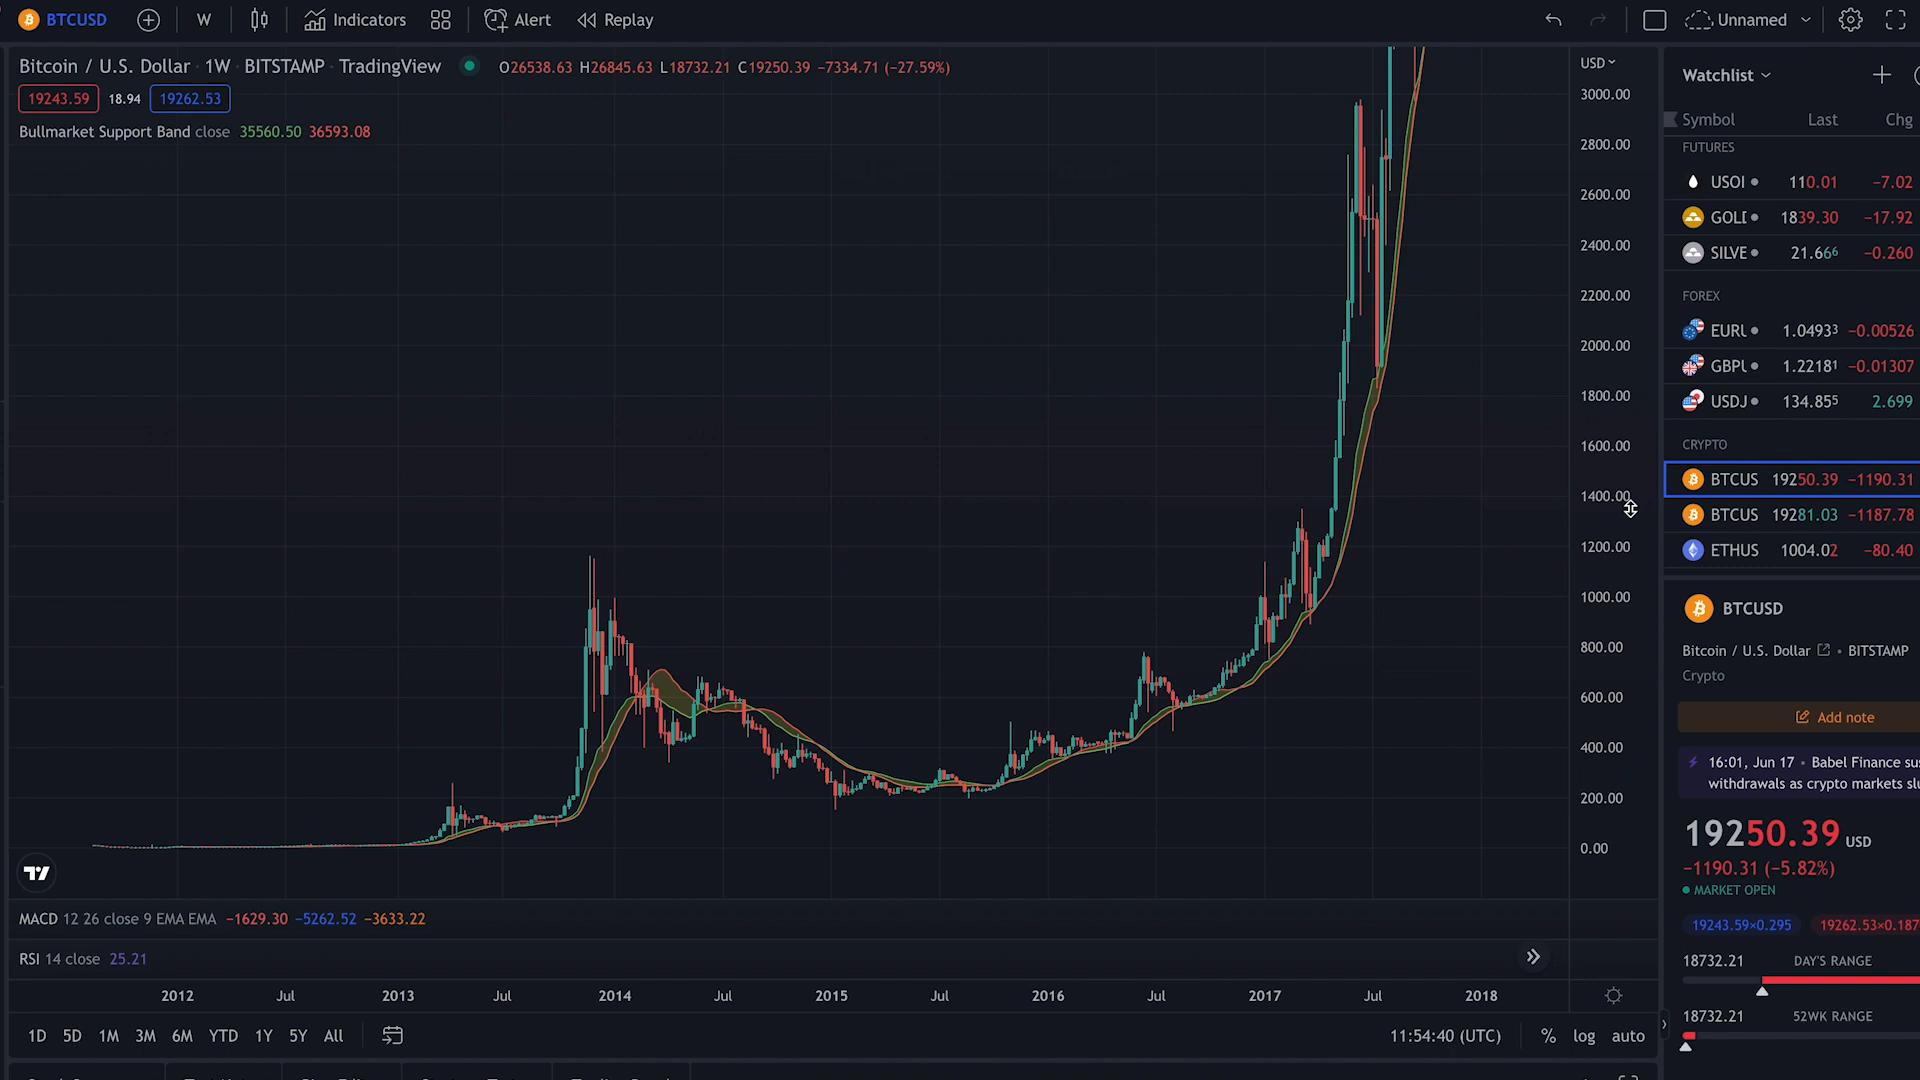 BTCUSD W Indicators Alert Replay Unnamed
Bitcoin / U.S. Dollar · 1W · BITSTAMP · TradingView O26538.63 H26845.63 L18732.21 C19250.39 −7334.71 (−27.59%)
19243.59 18.94 19262.53
Bullmarket Support Band close 35560.50 36593.08
USD
3000.00
2800.00
2600.00
2400.00
2200.00
2000.00
1800.00
1600.00
1400.00
1200.00
1000.00
800.00
600.00
400.00
200.00
0.00
MACD 12 26 close 9 EMA EMA −1629.30 −5262.52 −3633.22
RSI 14 close 25.21
2012 Jul 2013 Jul 2014 Jul 2015 Jul 2016 Jul 2017 Jul 2018
1D 5D 1M 3M 6M YTD 1Y 5Y All
11:54:40 (UTC) % log auto
Watchlist
Symbol Last Chg
FUTURES
USOI 110.01 −7.02
GOLD 1839.30 −17.92
SILVE 21.666 −0.260
FOREX
EURU 1.04933 −0.00526
GBPU 1.22181 −0.01307
USDJ 134.855 2.699
CRYPTO
BTCUS 19250.39 −1190.31
BTCUS 19281.03 −1187.78
ETHUS 1004.02 −80.40
BTCUSD
Bitcoin / U.S. Dollar • BITSTAMP
Crypto
Add note
16:01, Jun 17 • Babel Finance sus
withdrawals as crypto markets slu
19250.39 USD
−1190.31 (−5.82%)
MARKET OPEN
19243.59×0.295 19262.53×0.187
18732.21 DAY'S RANGE
18732.21 52WK RANGE